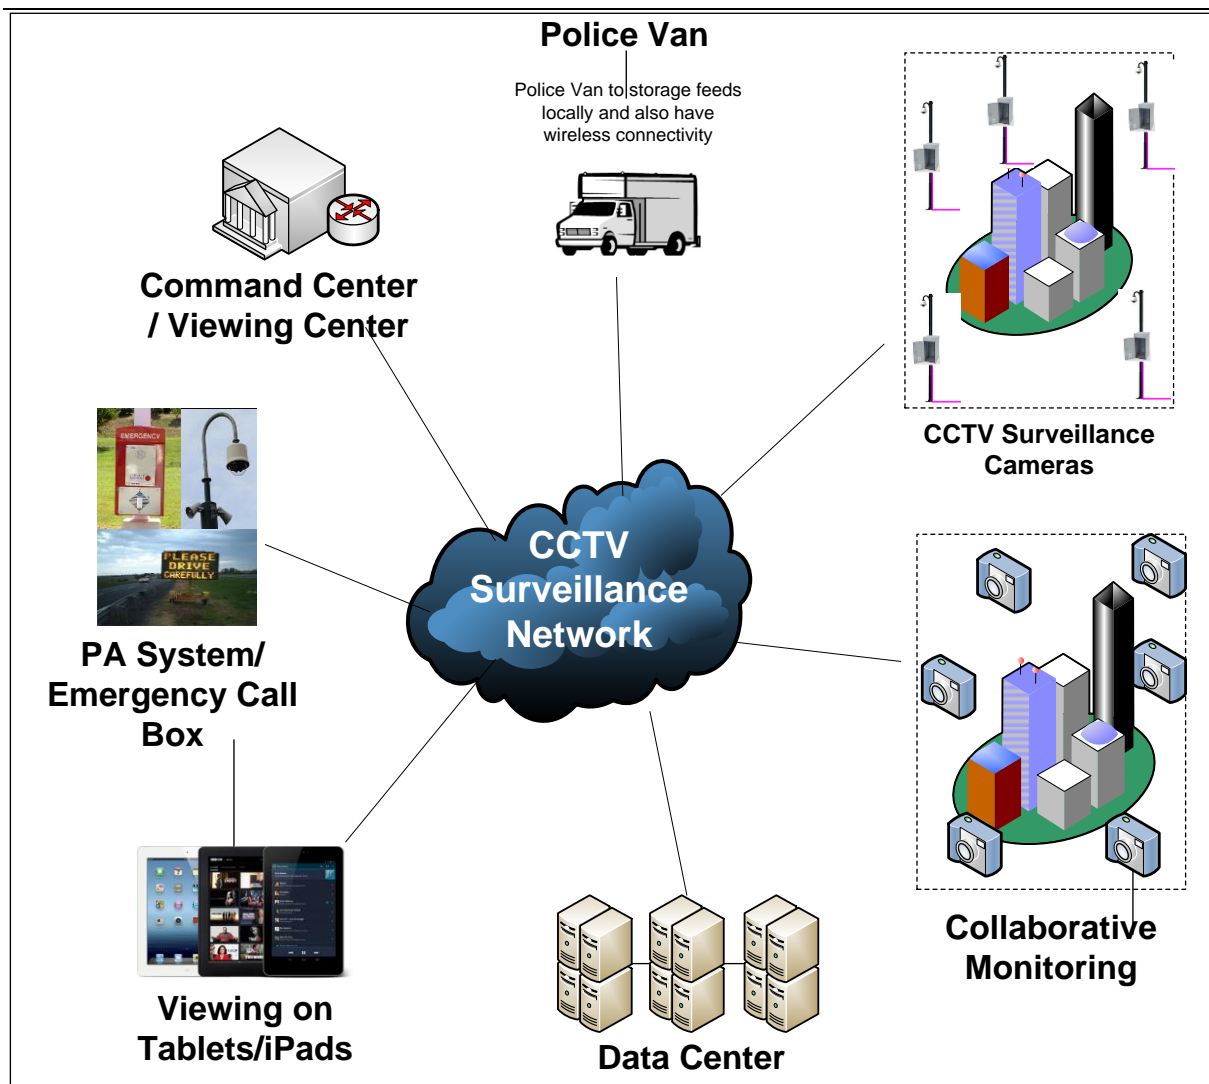 Police Van
Police Van to storage feeds
locally and also have
wireless connectivity
Command Center
/ Viewing Center
CCTV Surveillance
Cameras
EMERGENCY
PLEASE
DRIVE
CAREFULLY
CCTV
Surveillance
Network
PA System/
Emergency Call
Box
Collaborative
Monitoring
Viewing on
Tablets/iPads
Data Center